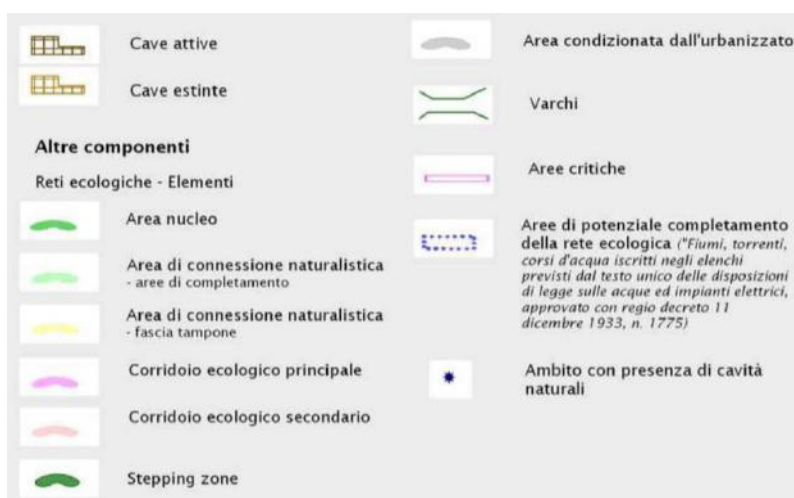 Cave attive
Cave estinte
Altre componenti
Reti ecologiche - Elementi
Area nucleo
Area di connessione naturalistica
- aree di completamento
Area di connessione naturalistica
- fascia tampone
Corridoio ecologico principale
Corridoio ecologico secondario
Stepping zone
Area condizionata dall'urbanizzato
Varchi
Aree critiche
Aree di potenziale completamento
della rete ecologica ("Fiumi, torrenti,
corsi d'acqua iscritti negli elenchi
previsti dal testo unico delle disposizioni
di legge sulle acque ed impianti elettrici,
approvato con regio decreto 11
dicembre 1933, n. 1775)
Ambito con presenza di cavità
naturali